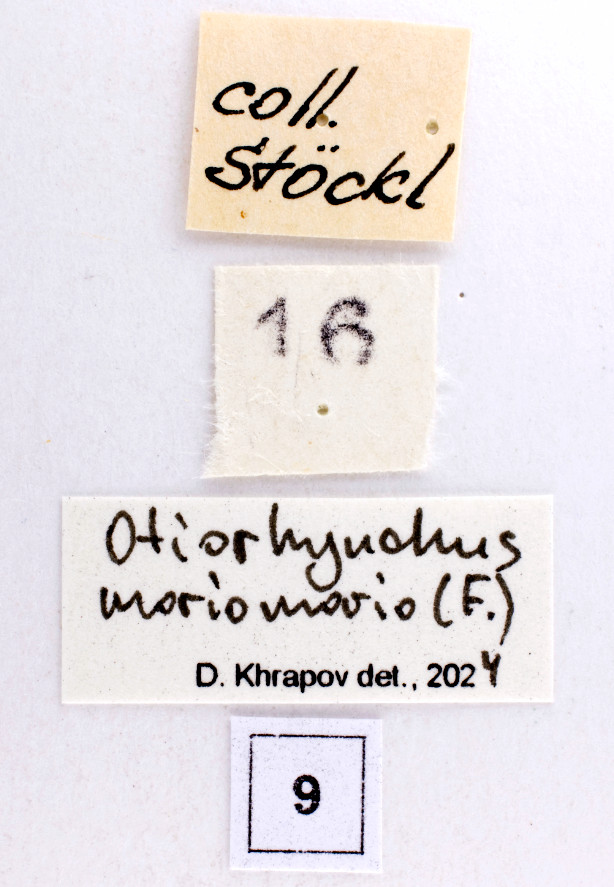 coll.
Stöckl
16
Otiorhynchus
morio morio (F.)
D. Khrapov det., 2024
9